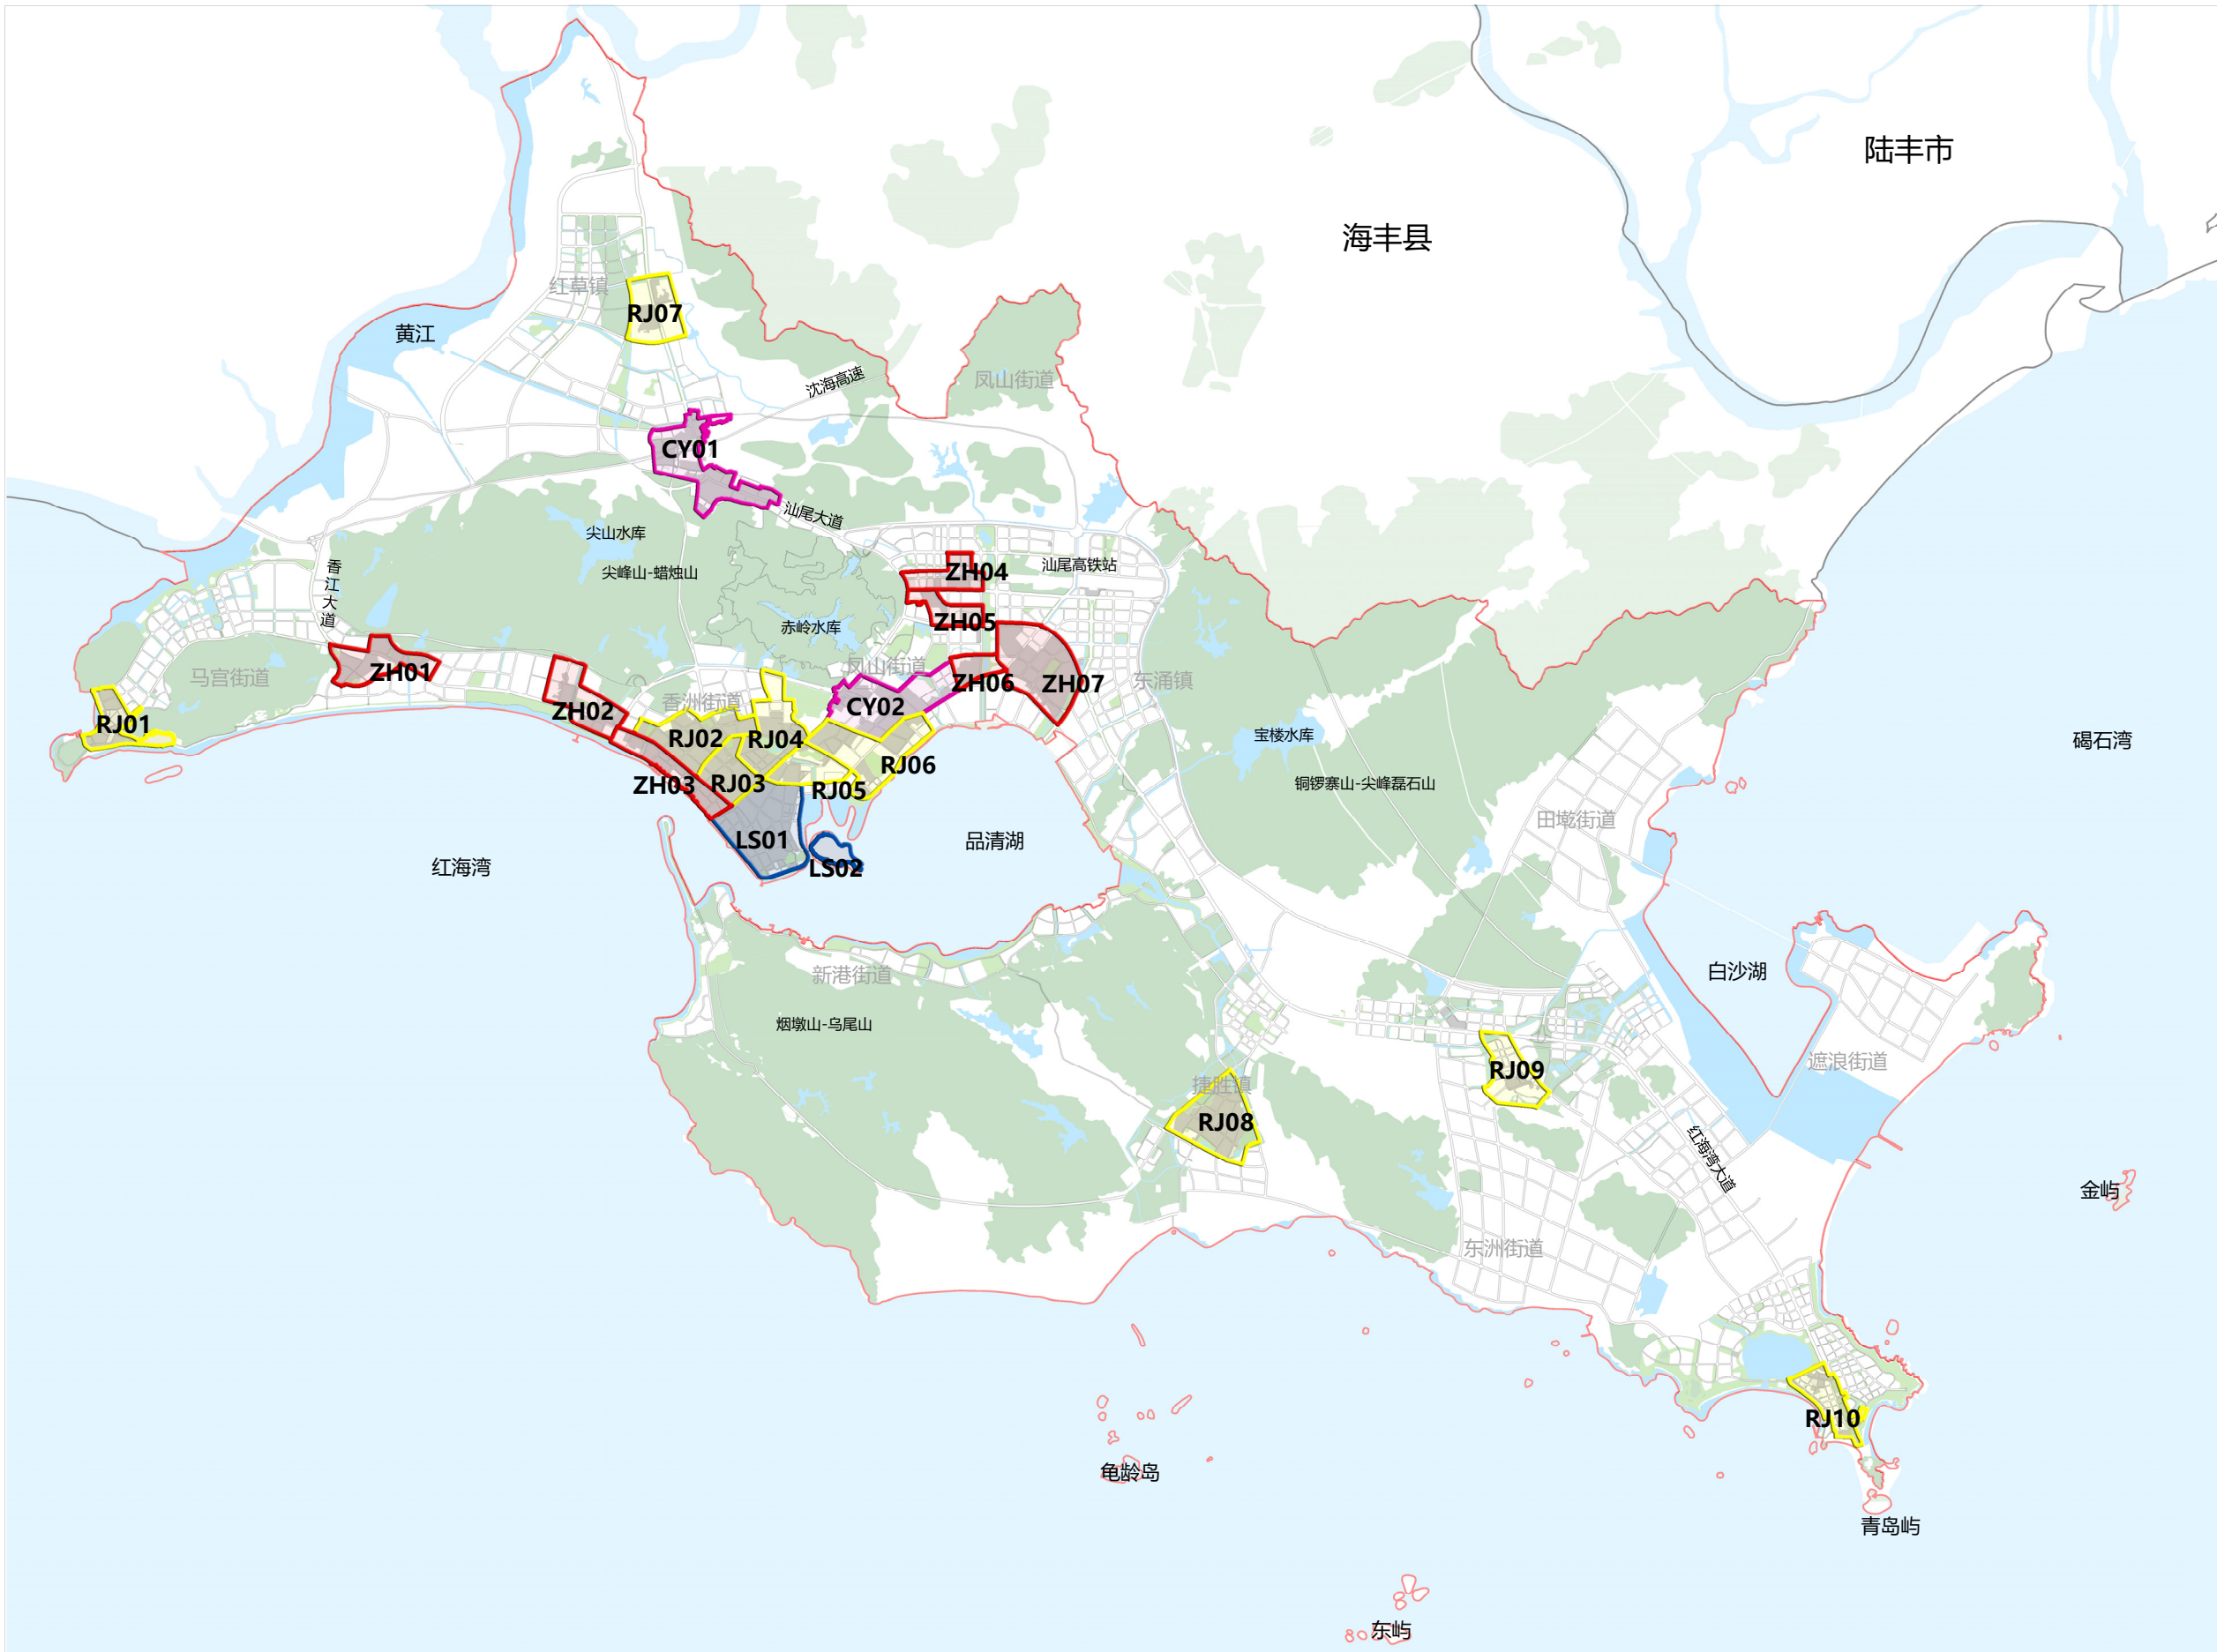 陆丰市
海丰县
红草镇
RJ07
黄江
沈海高速
凤山街道
CY01
汕尾大道
尖山水库
尖峰山-蜡烛山
香江大道
ZH04
汕尾高铁站
ZH05
赤岭水库
凤山街道
马宫街道
ZH01
ZH06
ZH07
东涌镇
香洲街道
CY02
ZH02
RJ01
RJ02
RJ04
宝楼水库
碣石湾
RJ06
ZH03
RJ03
RJ05
铜锣寨山-尖峰磊石山
田墘街道
LS01
品清湖
红海湾
LS02
新港街道
白沙湖
烟墩山-乌尾山
遮浪街道
RJ09
捷胜镇
RJ08
红海湾大道
金屿
东洲街道
RJ10
龟龄岛
青岛屿
东屿